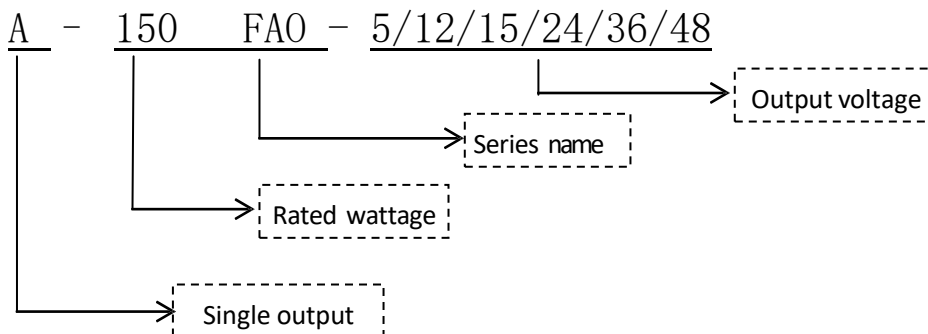 A - 150 FAO - 5/12/15/24/36/48
Output voltage
Series name
Rated wattage
Single output